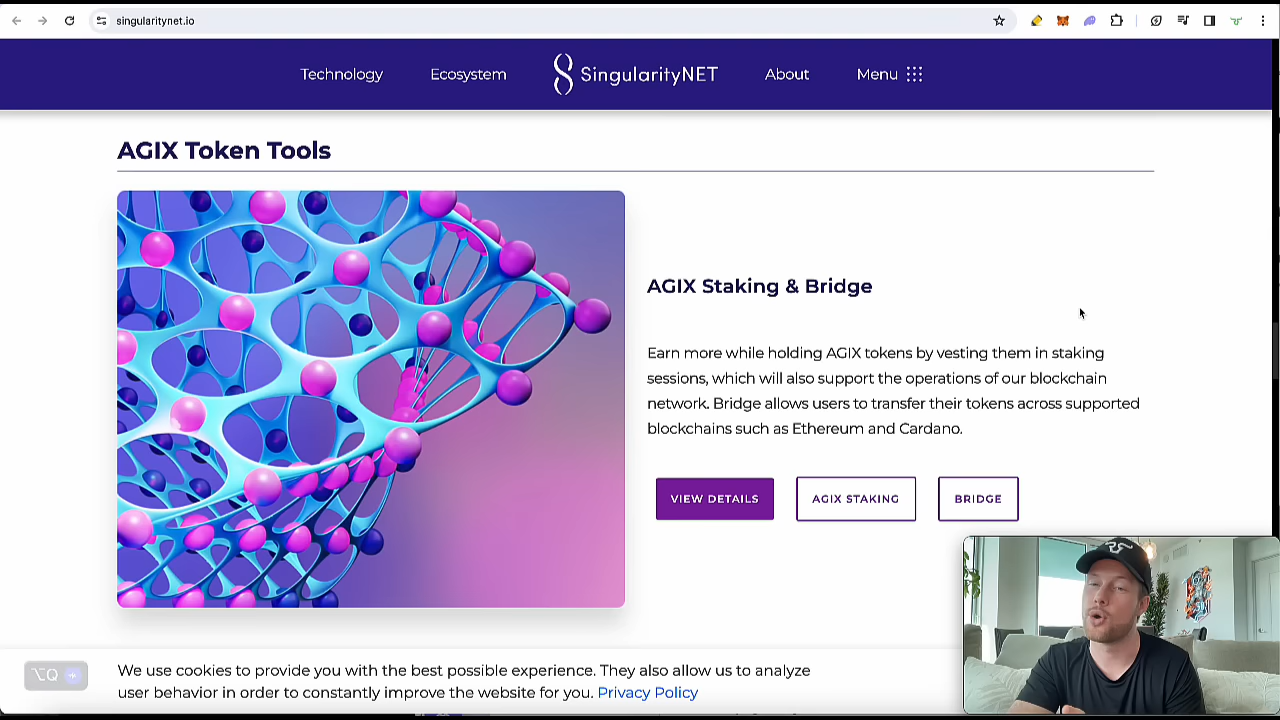 singularitynet.io
Technology
Ecosystem
SingularityNET
About
Menu
AGIX Token Tools
AGIX Staking & Bridge
Earn more while holding AGIX tokens by vesting them in staking
sessions, which will also support the operations of our blockchain
network. Bridge allows users to transfer their tokens across supported
blockchains such as Ethereum and Cardano.
VIEW DETAILS
AGIX STAKING
BRIDGE
⌥Q
We use cookies to provide you with the best possible experience. They also allow us to analyze
user behavior in order to constantly improve the website for you. Privacy Policy